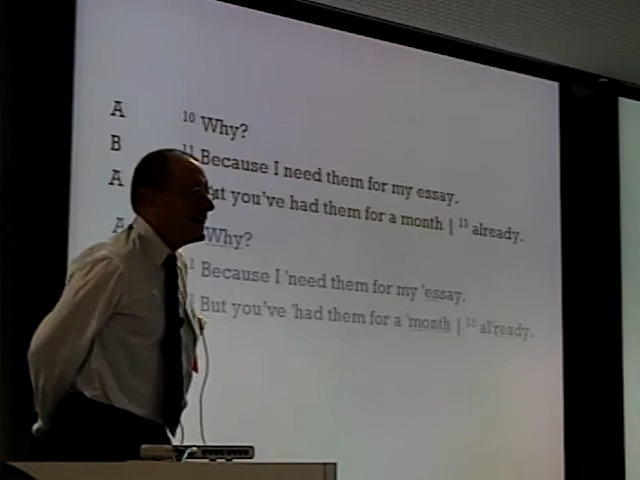 A 10 Why?
B 11 Because I need them for my essay.
A But you've had them for a month | 13 already.
A Why?
Because I 'need them for my 'essay.
But you've 'had them for a 'month | 13 al'ready.